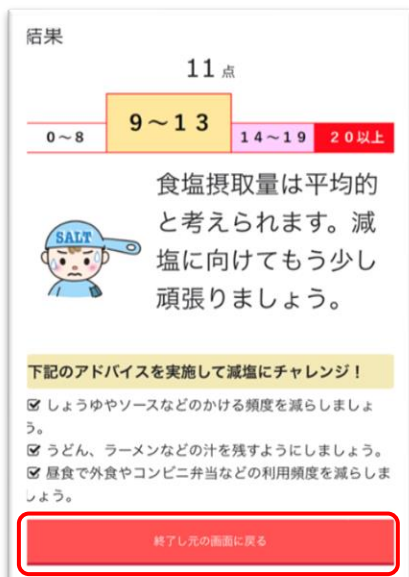 結果
11 点
0～8
9～13
14～19
20以上
食塩摂取量は平均的
と考えられます。減
塩に向けてもう少し
頑張りましょう。
SALT
下記のアドバイスを実施して減塩にチャレンジ！
しょうゆやソースなどのかける頻度を減らしましょ
う。
うどん、ラーメンなどの汁を残すようにしましょう。
昼食で外食やコンビニ弁当などの利用頻度を減らしま
しょう。
終了し元の画面に戻る